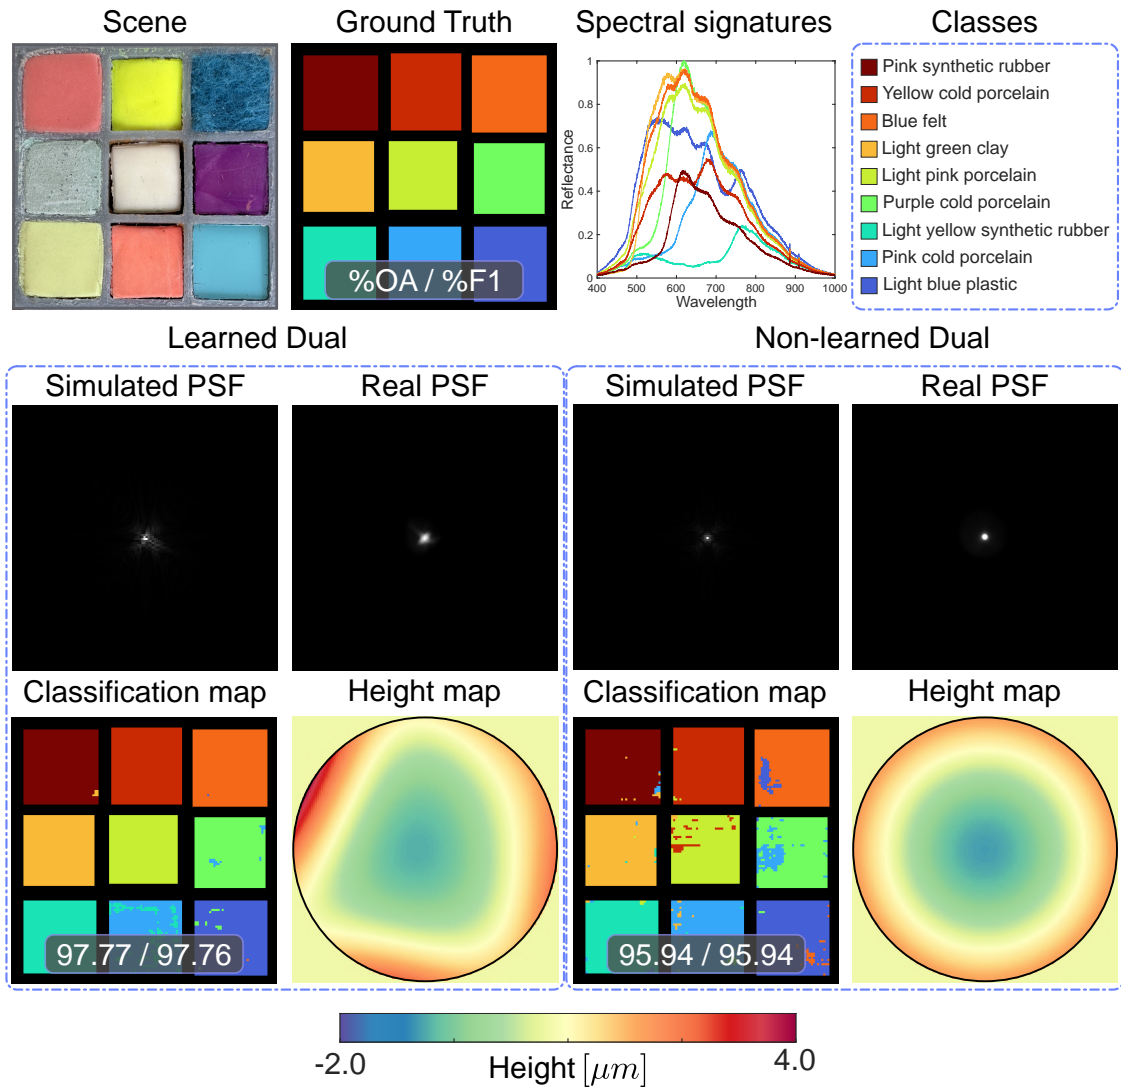 Scene
Ground Truth
Spectral signatures
Classes
%OA / %F1
1
0.8
0.6
0.4
0.2
0
Reflectance
400 500 600 700 800 900 1000
Wavelength
Pink synthetic rubber
Yellow cold porcelain
Blue felt
Light green clay
Light pink porcelain
Purple cold porcelain
Light yellow synthetic rubber
Pink cold porcelain
Light blue plastic
Learned Dual
Non-learned Dual
Simulated PSF
Real PSF
Simulated PSF
Real PSF
Classification map
Height map
Classification map
Height map
97.77 / 97.76
95.94 / 95.94
-2.0
4.0
Height [μm]